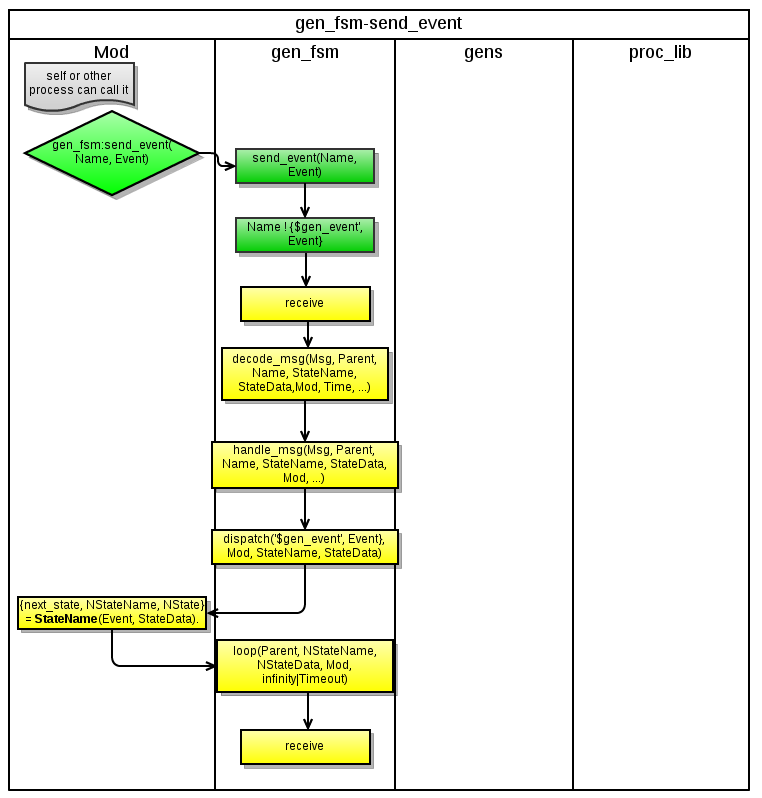 gen_fsm-send_event
Mod
gen_fsm
gens
proc_lib
self or other
process can call it
gen_fsm:send_event(
Name, Event)
send_event(Name,
Event)
Name ! {$gen_event',
Event}
receive
decode_msg(Msg, Parent,
Name, StateName,
StateData,Mod, Time, ...)
handle_msg(Msg, Parent,
Name, StateName, StateData,
Mod, ...)
dispatch('$gen_event', Event},
Mod, StateName, StateData)
{next_state, NStateName, NState}
= StateName(Event, StateData).
loop(Parent, NStateName,
NStateData, Mod,
infinity|Timeout)
receive